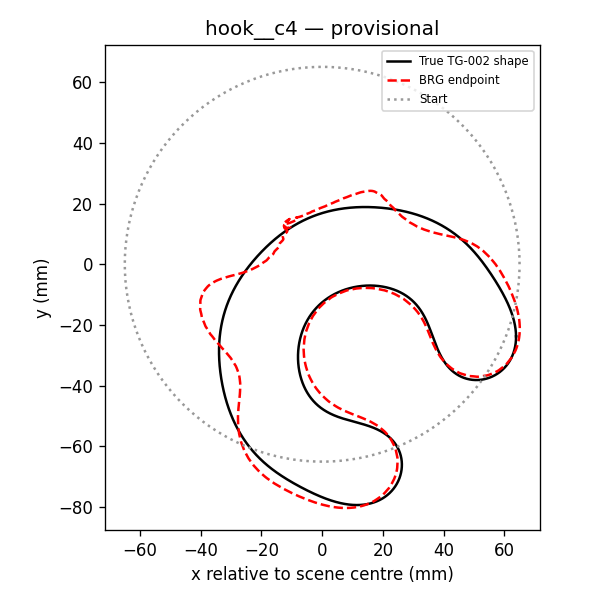 hook__c4 — provisional
True TG-002 shape
BRG endpoint
Start
60
40
20
0
−20
−40
−60
−80
y (mm)
−60 −40 −20 0 20 40 60
x relative to scene centre (mm)